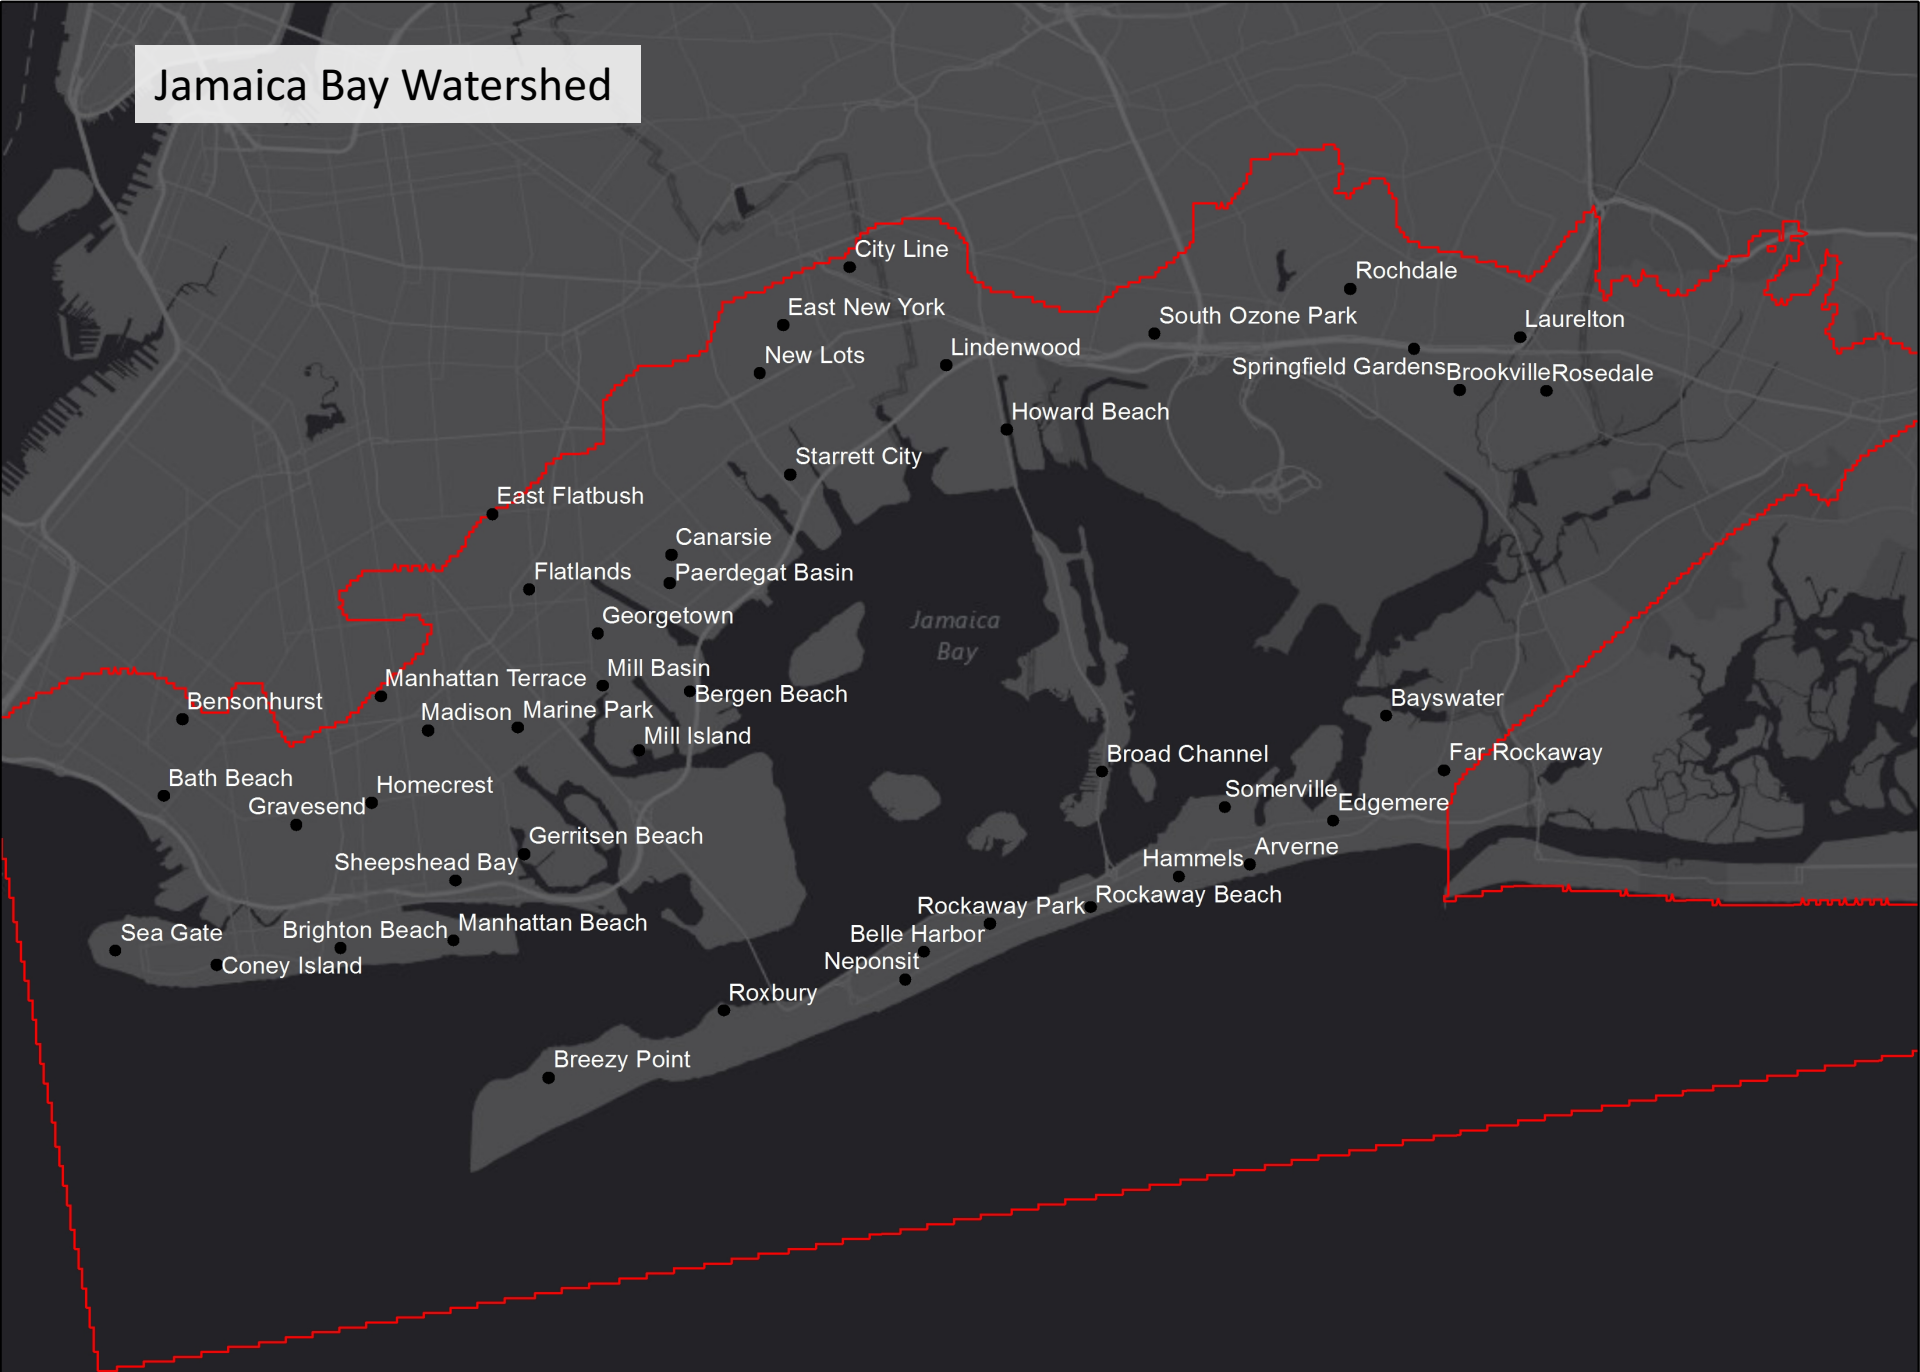 Jamaica Bay Watershed
City Line
Rochdale
East New York
South Ozone Park
Laurelton
Lindenwood
New Lots
Springfield Gardens
Brookville
Rosedale
Howard Beach
Starrett City
East Flatbush
Canarsie
Flatlands
Paerdegat Basin
Georgetown
Jamaica
Bay
Mill Basin
Manhattan Terrace
Bergen Beach
Bayswater
Bensonhurst
Madison
Marine Park
Mill Island
Broad Channel
Far Rockaway
Bath Beach
Homecrest
Somerville
Edgemere
Gravesend
Gerritsen Beach
Arverne
Sheepshead Bay
Hammels
Rockaway Beach
Rockaway Park
Manhattan Beach
Brighton Beach
Sea Gate
Belle Harbor
Coney Island
Neponsit
Roxbury
Breezy Point